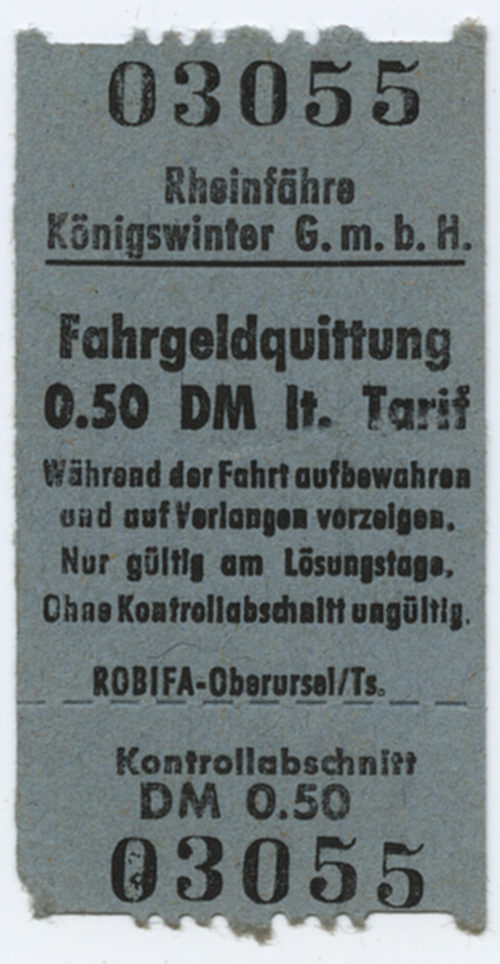 03055
Rheinfähre
Königswinter G.m.b.H.
Fahrgeldquittung
0.50 DM lt. Tarif
Während der Fahrt aufbewahren
und auf Verlangen vorzeigen.
Nur gültig am Lösungstage.
Ohne Kontrollabschnitt ungültig.
ROBIFA-Oberursel/Ts.
Kontrollabschnitt
DM 0.50
03055